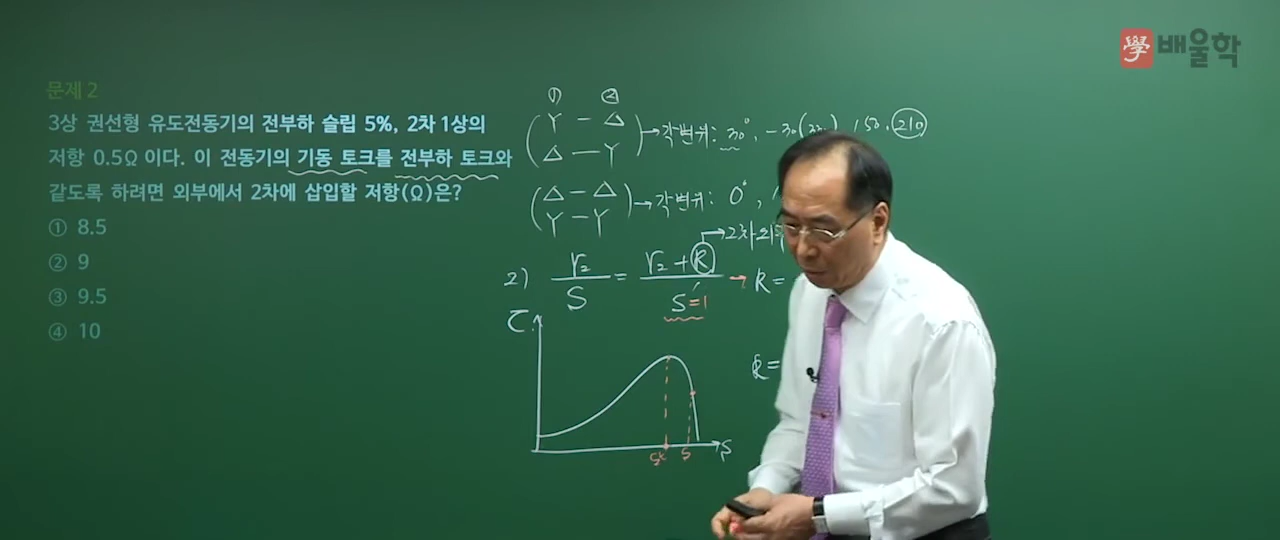 學 배울학
문제 2
3상 권선형 유도전동기의 전부하 슬립 5%, 2차 1상의
저항 0.5Ω 이다. 이 전동기의 기동 토크를 전부하 토크와
같도록 하려면 외부에서 2차에 삽입할 저항(Ω)은?
① 8.5
② 9
③ 9.5
④ 10
① ②
Y - △ → 각변위: 30°, -30(33 150, 210
△ - Y
△ - △ → 각변위: 0°,
Y - Y
→ 2차외
2) r₂/S = (r₂ + R)/S' = 1 → R =
τ
R =
S
S